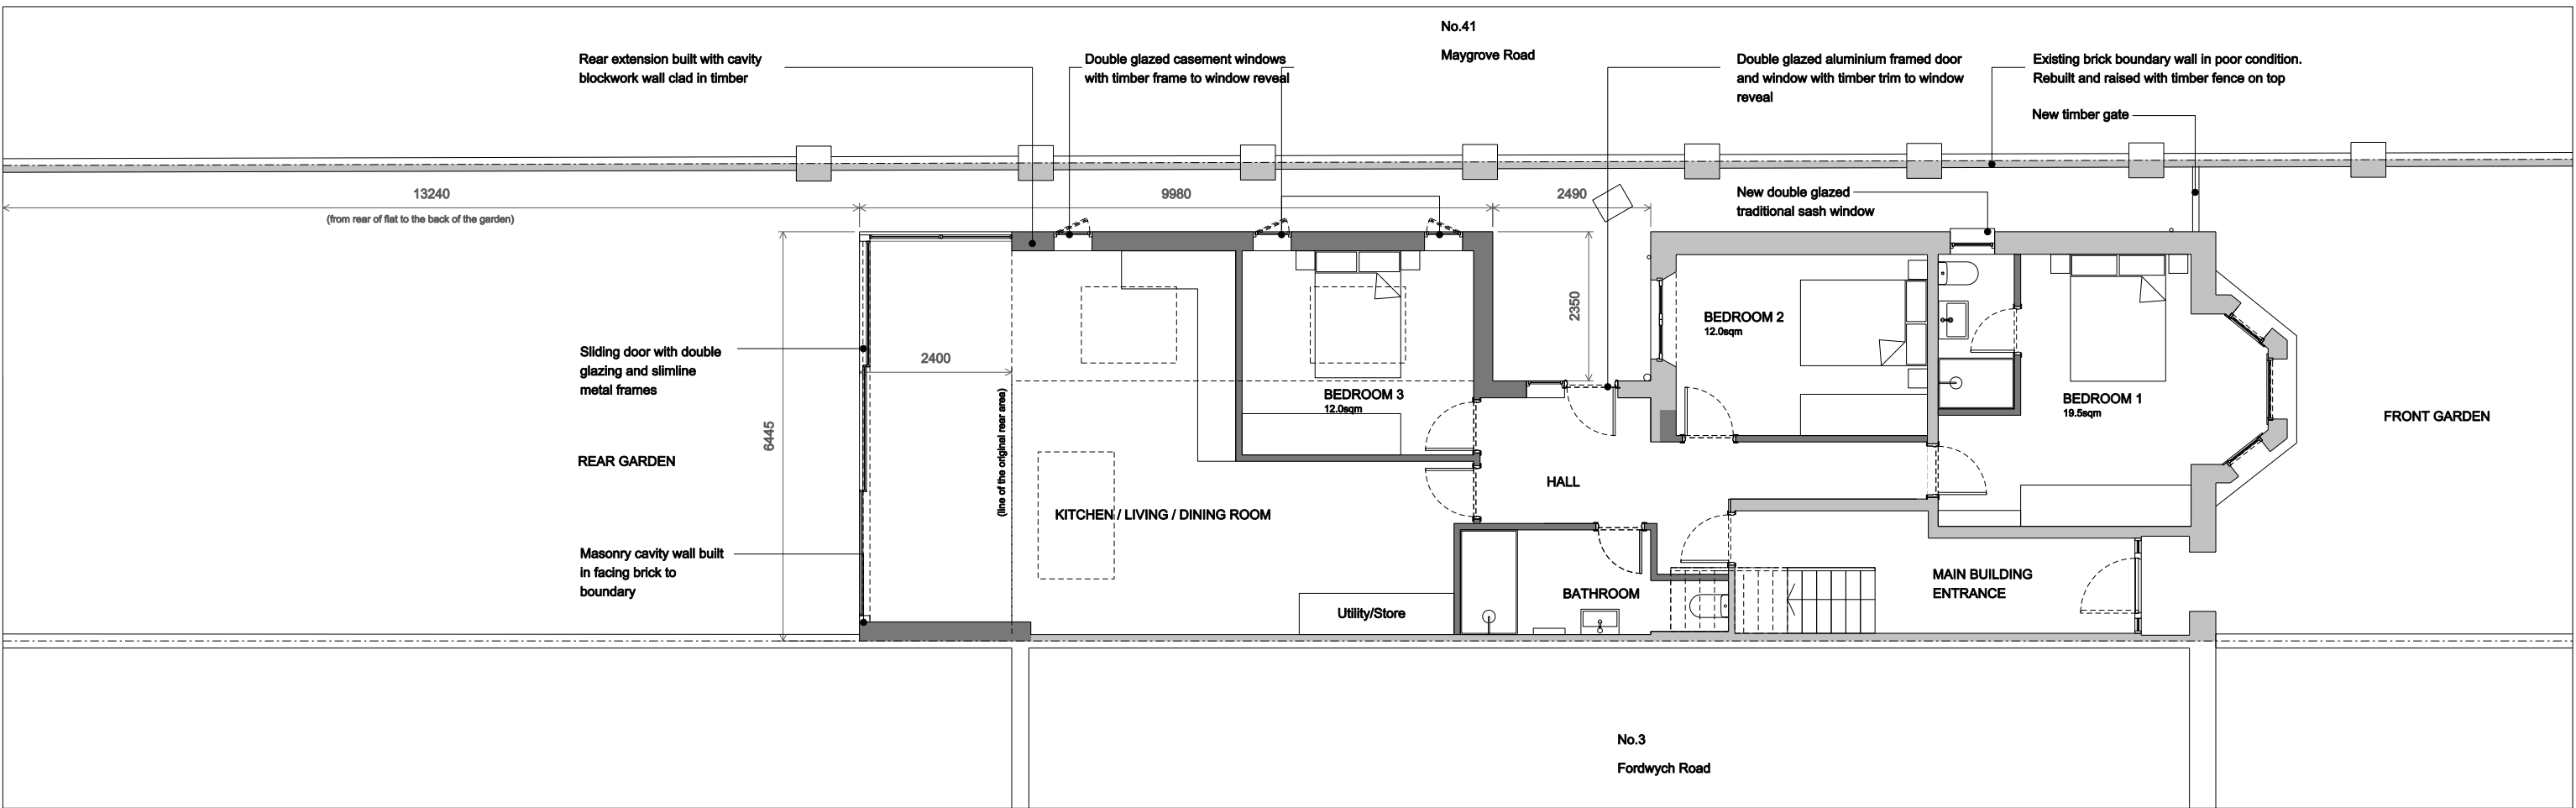 No.41
Maygrove Road
Rear extension built with cavity
blockwork wall clad in timber
Double glazed casement windows
with timber frame to window reveal
Double glazed aluminium framed door
and window with timber trim to window
reveal
Existing brick boundary wall in poor condition.
Rebuilt and raised with timber fence on top
New timber gate
13240
(from rear of flat to the back of the garden)
9980
2490
New double glazed
traditional sash window
2350
BEDROOM 2
12.0sqm
Sliding door with double
glazing and slimline
metal frames
2400
BEDROOM 3
12.0sqm
BEDROOM 1
19.5sqm
FRONT GARDEN
6445
(line of the original rear area)
REAR GARDEN
HALL
KITCHEN / LIVING / DINING ROOM
Masonry cavity wall built
in facing brick to
boundary
MAIN BUILDING
ENTRANCE
BATHROOM
Utility/Store
No.3
Fordwych Road